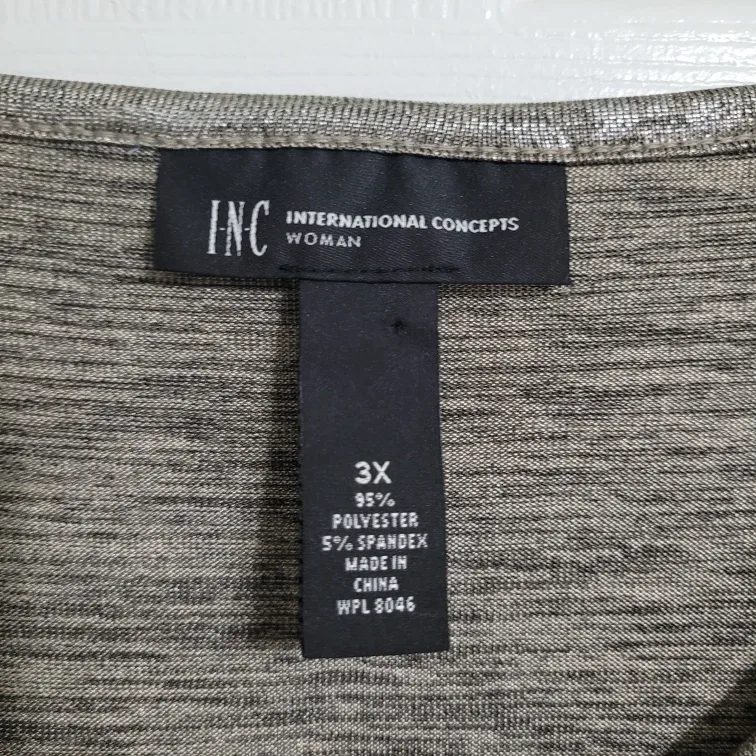 I·N·C INTERNATIONAL CONCEPTS
WOMAN
3X
95%
POLYESTER
5% SPANDEX
MADE IN
CHINA
WPL 8046